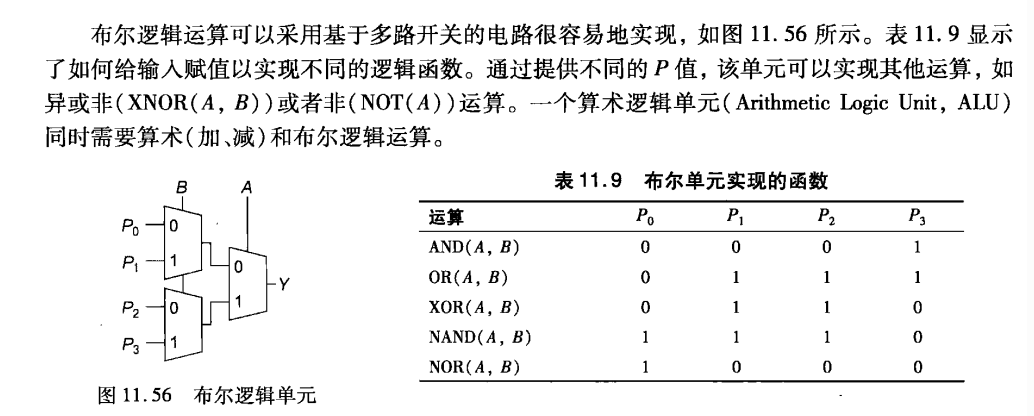 布尔逻辑运算可以采用基于多路开关的电路很容易地实现，如图 11.56 所示。表 11.9 显示
了如何给输入赋值以实现不同的逻辑函数。通过提供不同的 P 值，该单元可以实现其他运算，如
异或非(XNOR(A, B))或者非(NOT(A))运算。一个算术逻辑单元(Arithmetic Logic Unit, ALU)
同时需要算术(加、减)和布尔逻辑运算。
B A
P0 0
P1 1
0
1
Y
P2 0
P3 1
图 11.56 布尔逻辑单元
表 11.9 布尔单元实现的函数
运算 P0 P1 P2 P3
AND(A, B) 0 0 0 1
OR(A, B) 0 1 1 1
XOR(A, B) 0 1 1 0
NAND(A, B) 1 1 1 0
NOR(A, B) 1 0 0 0